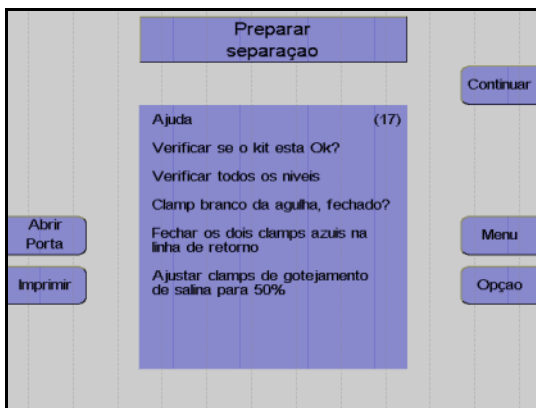 Preparar
separaçao
Continuar
Ajuda (17)
Verificar se o kit esta Ok?
Verificar todos os niveis
Clamp branco da agulha, fechado?
Fechar os dois clamps azuis na
linha de retorno
Ajustar clamps de gotejamento
de salina para 50%
Abrir
Porta
Imprimir
Menu
Opçao